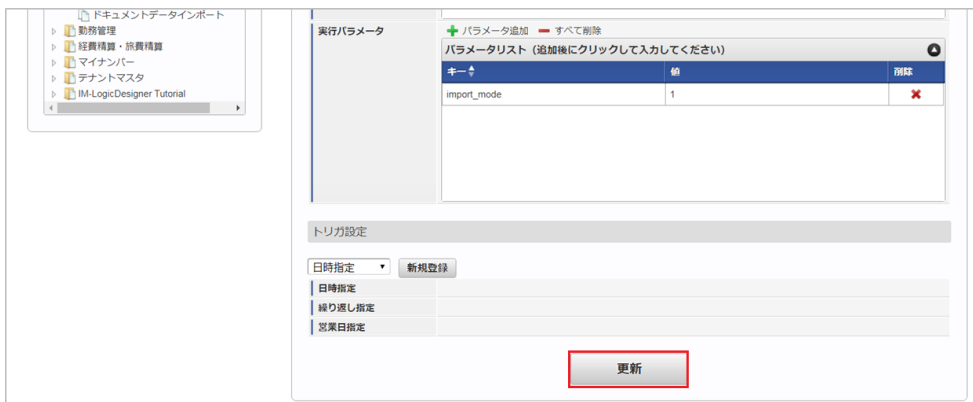 ドキュメントデータインポート
勤務管理
経費精算・旅費精算
マイナンバー
テナントマスタ
IM-LogicDesigner Tutorial
実行パラメータ
パラメータ追加 すべて削除
パラメータリスト（追加後にクリックして入力してください）
キー 値 削除
import_mode 1
トリガ設定
日時指定 新規登録
日時指定
繰り返し指定
営業日指定
更新